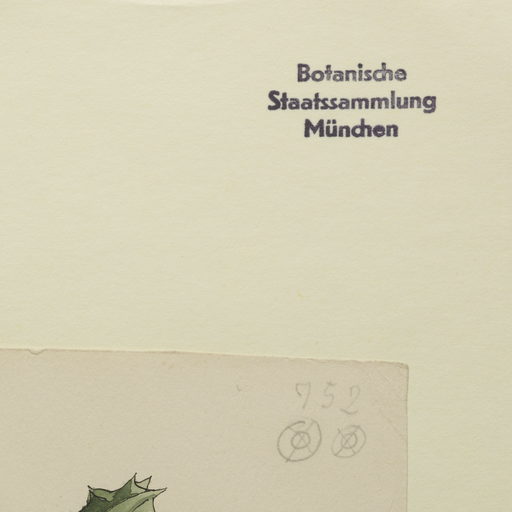 Botanische
Staatssammlung
München
752